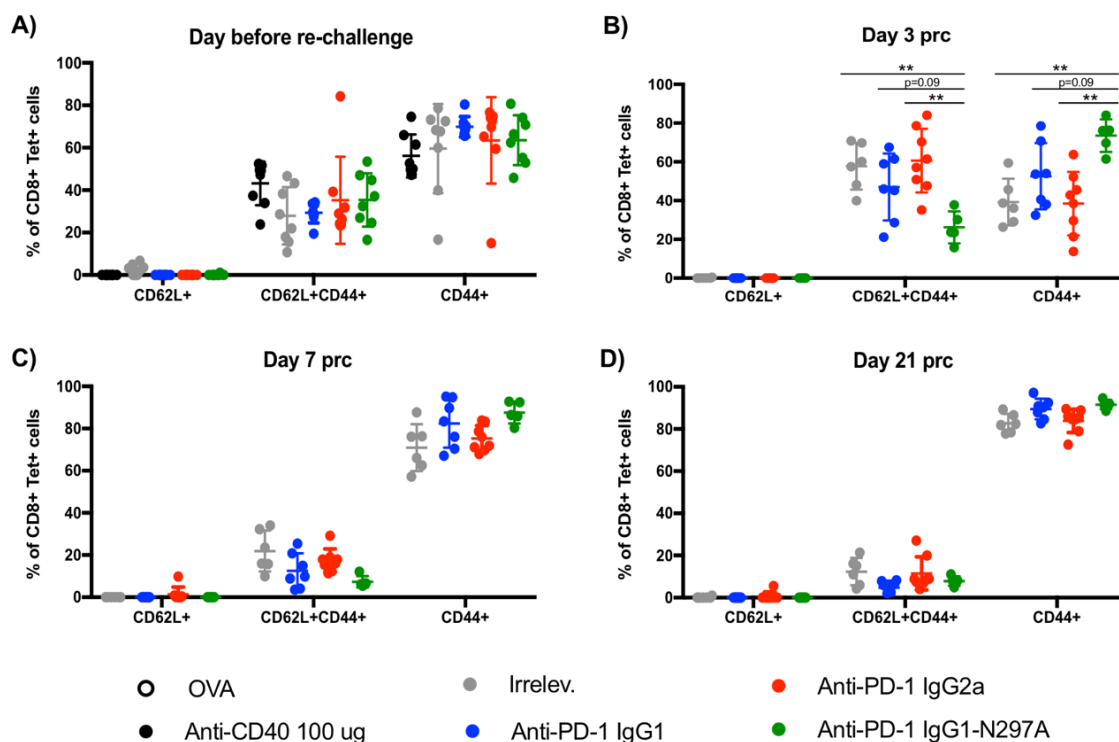 A)
Day before re-challenge
% of CD8+ Tet+ cells
100
80
60
40
20
0
CD62L+
CD62L+CD44+
CD44+
B)
Day 3 prc
% of CD8+ Tet+ cells
100
80
60
40
20
0
**
p=0.09
**
**
p=0.09
**
CD62L+
CD62L+CD44+
CD44+
C)
Day 7 prc
% of CD8+ Tet+ cells
100
80
60
40
20
0
CD62L+
CD62L+CD44+
CD44+
D)
Day 21 prc
% of CD8+ Tet+ cells
100
80
60
40
20
0
CD62L+
CD62L+CD44+
CD44+
OVA
Irrelev.
Anti-PD-1 IgG2a
Anti-CD40 100 ug
Anti-PD-1 IgG1
Anti-PD-1 IgG1-N297A